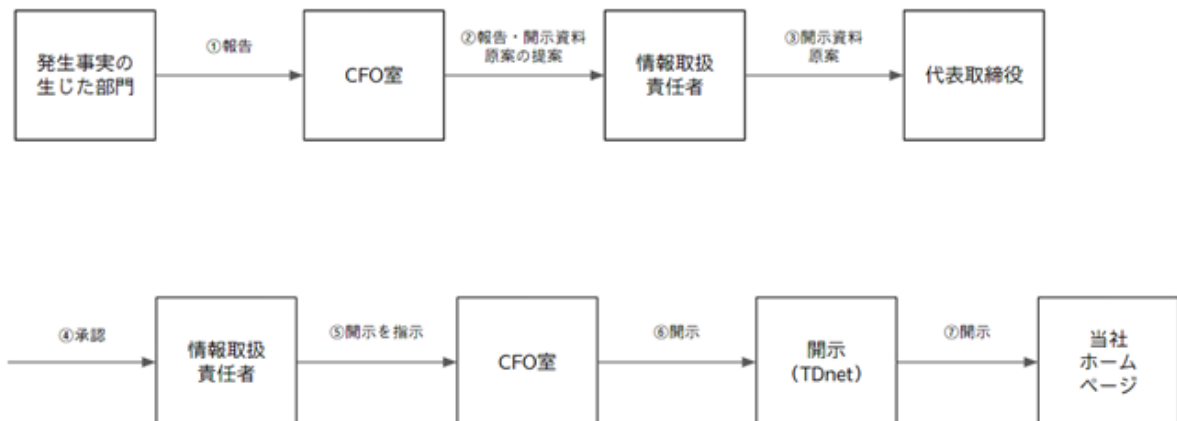 発生事実の
生じた部門
①報告
CFO室
②報告・開示資料
原案の提案
情報取扱
責任者
③開示資料
原案
代表取締役
④承認
情報取扱
責任者
⑤開示を指示
CFO室
⑥開示
開示
（TDnet）
⑦開示
当社
ホーム
ページ